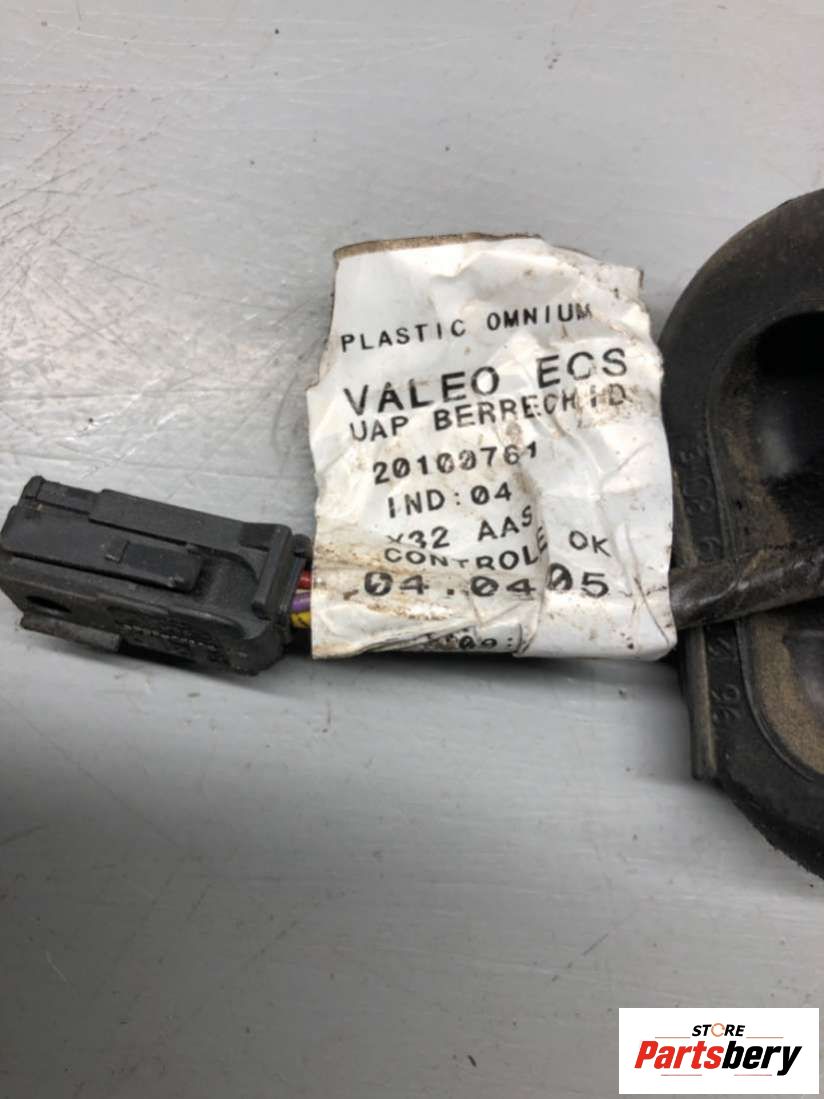 PLASTIC OMNIUM
VALEO ECS
UAP BERRECHID
20100761
IND:04
X32 AAS
CONTROLE OK
04.0405
STORE
Partsbery